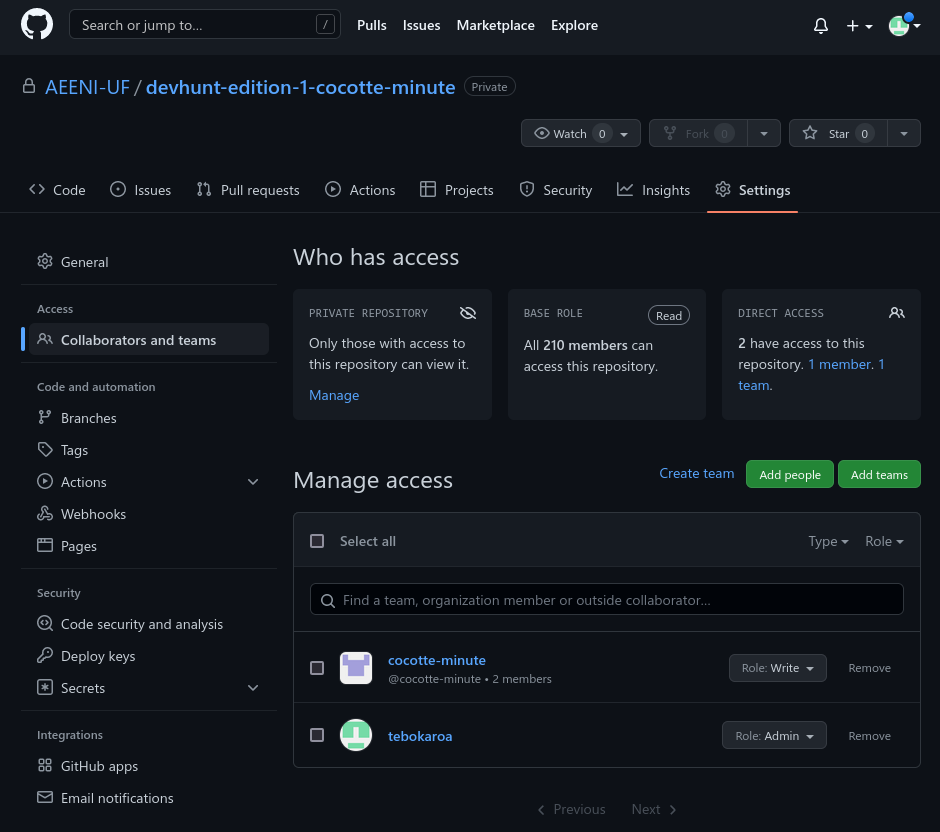 Search or jump to... /
Pulls Issues Marketplace Explore
AEENI-UF / devhunt-edition-1-cocotte-minute Private
Watch 0 Fork 0 Star 0
Code Issues Pull requests Actions Projects Security Insights Settings
General
Access
Collaborators and teams
Code and automation
Branches
Tags
Actions
Webhooks
Pages
Security
Code security and analysis
Deploy keys
Secrets
Integrations
GitHub apps
Email notifications
Who has access
PRIVATE REPOSITORY
Only those with access to
this repository can view it.
Manage
BASE ROLE Read
All 210 members can
access this repository.
DIRECT ACCESS
2 have access to this
repository. 1 member. 1
team.
Manage access
Create team Add people Add teams
Select all Type Role
Find a team, organization member or outside collaborator...
cocotte-minute
@cocotte-minute • 2 members
Role: Write Remove
tebokaroa Role: Admin Remove
Previous Next